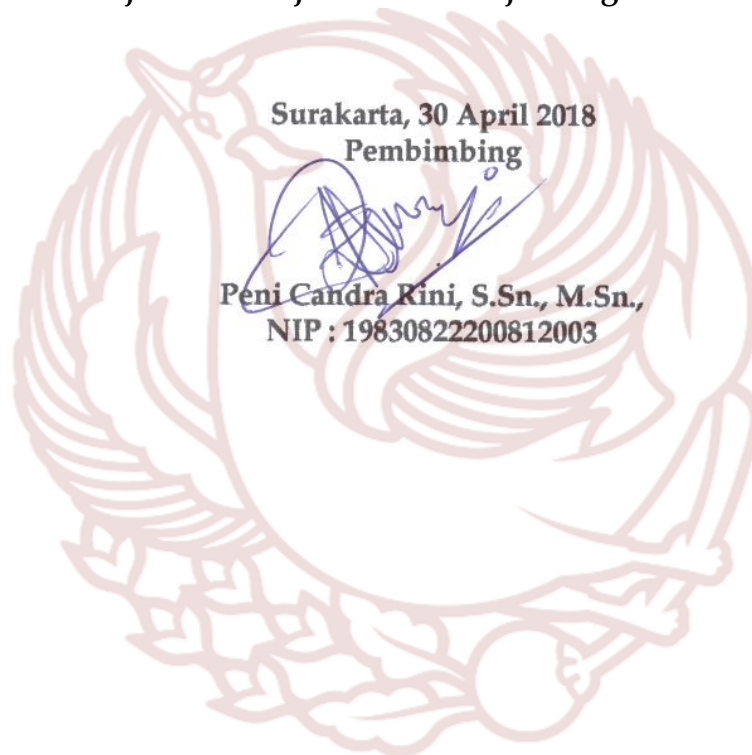 Surakarta, 30 April 2018
Pembimbing
Peni Candra Rini, S.Sn., M.Sn.,
NIP : 19830822200812003